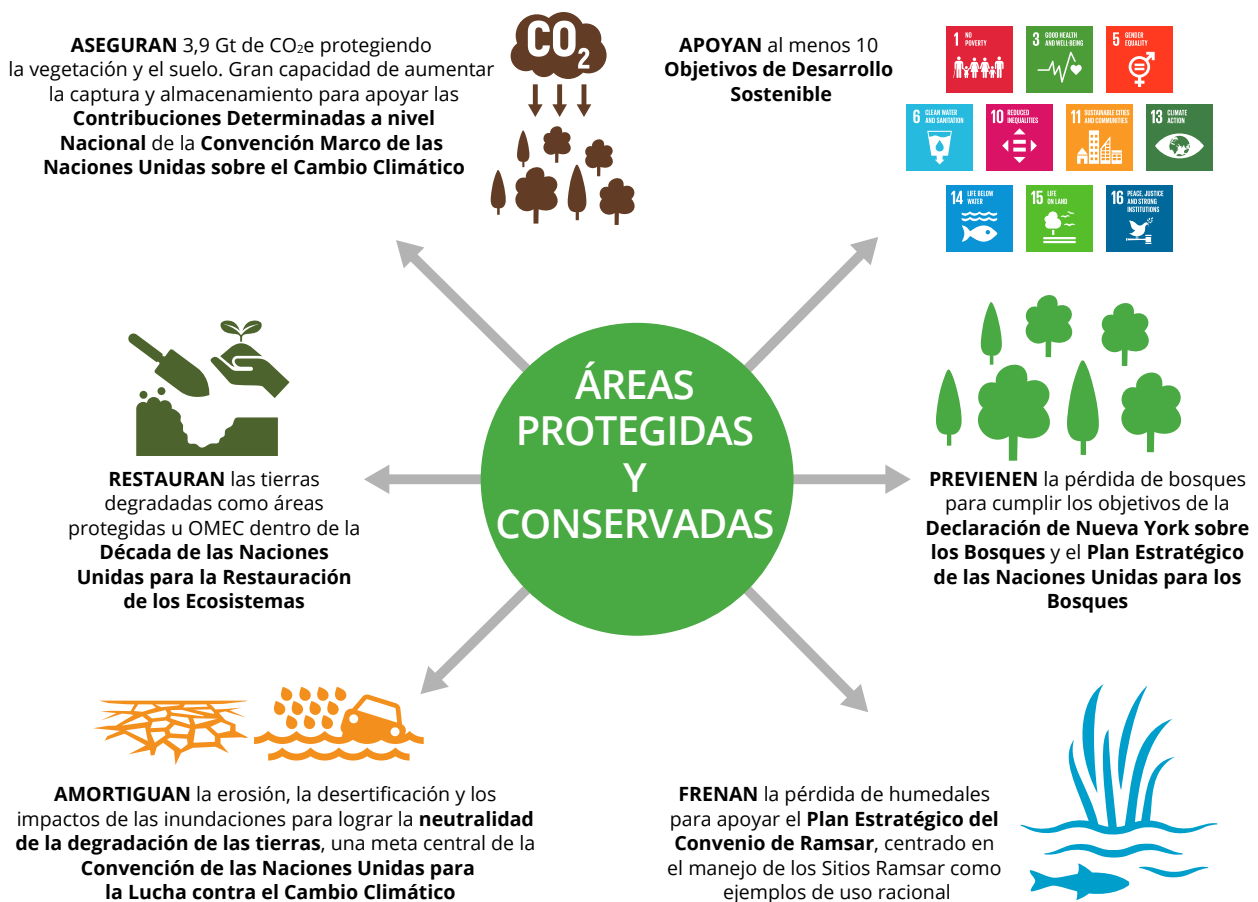 ASEGURAN 3,9 Gt de CO₂e protegiendo
la vegetación y el suelo. Gran capacidad de aumentar
la captura y almacenamiento para apoyar las
Contribuciones Determinadas a nivel
Nacional de la Convención Marco de las
Naciones Unidas sobre el Cambio Climático
CO₂
APOYAN al menos 10
Objetivos de Desarrollo
Sostenible
1 NO
POVERTY
3 GOOD HEALTH
AND WELL-BEING
5 GENDER
EQUALITY
6 CLEAN WATER
AND SANITATION
10 REDUCED
INEQUALITIES
11 SUSTAINABLE CITIES
AND COMMUNITIES
13 CLIMATE
ACTION
14 LIFE BELOW
WATER
15 LIFE
ON LAND
16 PEACE, JUSTICE
AND STRONG
INSTITUTIONS
ÁREAS
PROTEGIDAS
Y
CONSERVADAS
RESTAURAN las tierras
degradadas como áreas
protegidas u OMEC dentro de la
Década de las Naciones
Unidas para la Restauración
de los Ecosistemas
PREVIENEN la pérdida de bosques
para cumplir los objetivos de la
Declaración de Nueva York sobre
los Bosques y el Plan Estratégico
de las Naciones Unidas para los
Bosques
AMORTIGUAN la erosión, la desertificación y los
impactos de las inundaciones para lograr la neutralidad
de la degradación de las tierras, una meta central de la
Convención de las Naciones Unidas para
la Lucha contra el Cambio Climático
FRENAN la pérdida de humedales
para apoyar el Plan Estratégico del
Convenio de Ramsar, centrado en
el manejo de los Sitios Ramsar como
ejemplos de uso racional